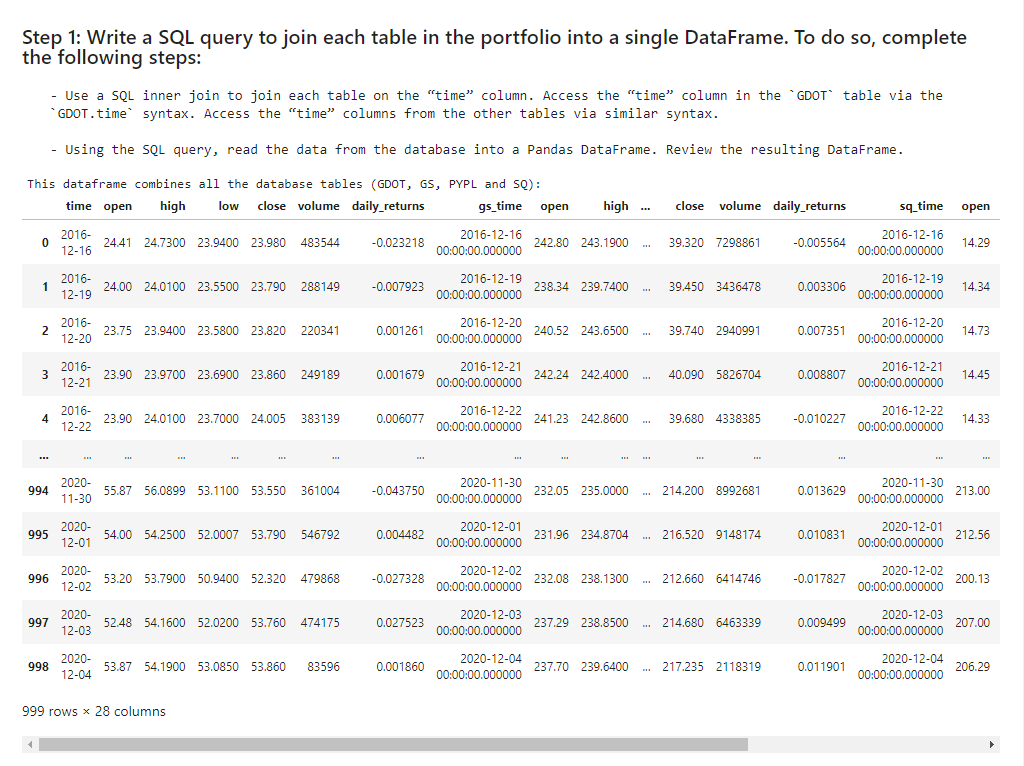 Step 1: Write a SQL query to join each table in the portfolio into a single DataFrame. To do so, complete
the following steps:
- Use a SQL inner join to join each table on the “time” column. Access the “time” column in the `GDOT` table via the
`GDOT.time` syntax. Access the “time” columns from the other tables via similar syntax.
- Using the SQL query, read the data from the database into a Pandas DataFrame. Review the resulting DataFrame.
This dataframe combines all the database tables (GDOT, GS, PYPL and SQ):
time open high low close volume daily_returns gs_time open high ... close volume daily_returns sq_time open
0 2016-12-16 24.41 24.7300 23.9400 23.980 483544 -0.023218 2016-12-16 00:00:00.000000 242.80 243.1900 ... 39.320 7298861 -0.005564 2016-12-16 00:00:00.000000 14.29
1 2016-12-19 24.00 24.0100 23.5500 23.790 288149 -0.007923 2016-12-19 00:00:00.000000 238.34 239.7400 ... 39.450 3436478 0.003306 2016-12-19 00:00:00.000000 14.34
2 2016-12-20 23.75 23.9400 23.5800 23.820 220341 0.001261 2016-12-20 00:00:00.000000 240.52 243.6500 ... 39.740 2940991 0.007351 2016-12-20 00:00:00.000000 14.73
3 2016-12-21 23.90 23.9700 23.6900 23.860 249189 0.001679 2016-12-21 00:00:00.000000 242.24 242.4000 ... 40.090 5826704 0.008807 2016-12-21 00:00:00.000000 14.45
4 2016-12-22 23.90 24.0100 23.7000 24.005 383139 0.006077 2016-12-22 00:00:00.000000 241.23 242.8600 ... 39.680 4338385 -0.010227 2016-12-22 00:00:00.000000 14.33
... ... ... ... ... ... ... ... ... ... ... ... ... ... ... ... ...
994 2020-11-30 55.87 56.0899 53.1100 53.550 361004 -0.043750 2020-11-30 00:00:00.000000 232.05 235.0000 ... 214.200 8992681 0.013629 2020-11-30 00:00:00.000000 213.00
995 2020-12-01 54.00 54.2500 52.0007 53.790 546792 0.004482 2020-12-01 00:00:00.000000 231.96 234.8704 ... 216.520 9148174 0.010831 2020-12-01 00:00:00.000000 212.56
996 2020-12-02 53.20 53.7900 50.9400 52.320 479868 -0.027328 2020-12-02 00:00:00.000000 232.08 238.1300 ... 212.660 6414746 -0.017827 2020-12-02 00:00:00.000000 200.13
997 2020-12-03 52.48 54.1600 52.0200 53.760 474175 0.027523 2020-12-03 00:00:00.000000 237.29 238.8500 ... 214.680 6463339 0.009499 2020-12-03 00:00:00.000000 207.00
998 2020-12-04 53.87 54.1900 53.0850 53.860 83596 0.001860 2020-12-04 00:00:00.000000 237.70 239.6400 ... 217.235 2118319 0.011901 2020-12-04 00:00:00.000000 206.29
999 rows × 28 columns